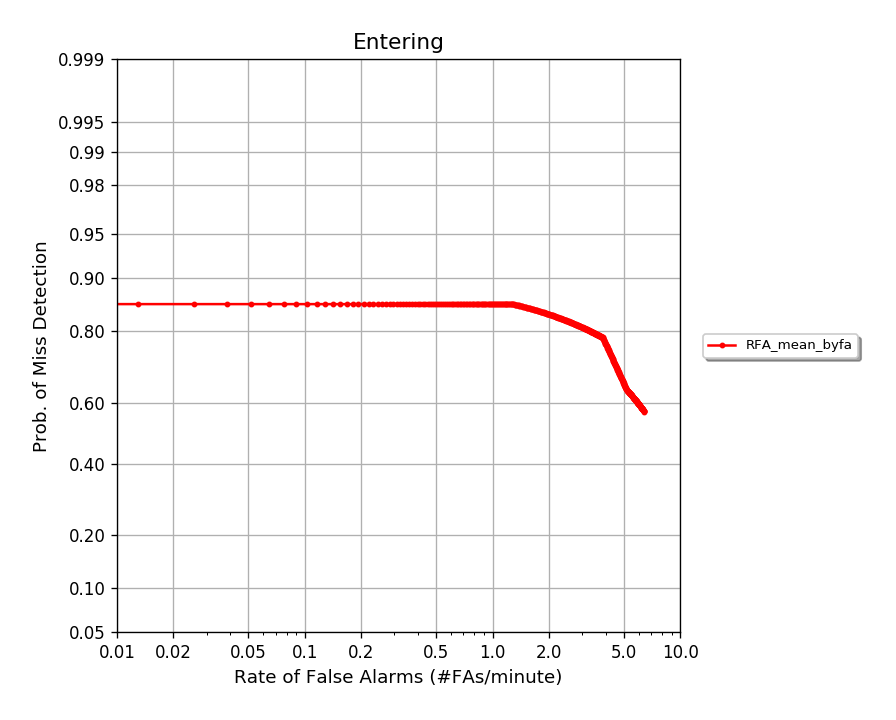 Entering
0.999
0.995
0.99
0.98
0.95
0.90
0.80
0.60
0.40
0.20
0.10
0.05
Prob. of Miss Detection
0.01 0.02 0.05 0.1 0.2 0.5 1.0 2.0 5.0 10.0
Rate of False Alarms (#FAs/minute)
RFA_mean_byfa